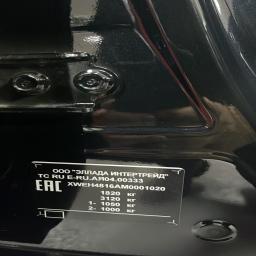 ООО "ЭЛЛАДА ИНТЕРТРЕЙД"
ТС RU E-RU.АЯ04.00333
EAC XWEH4816AM0001020
1820 кг
3120 кг
1- 1050 кг
2- 1000 кг